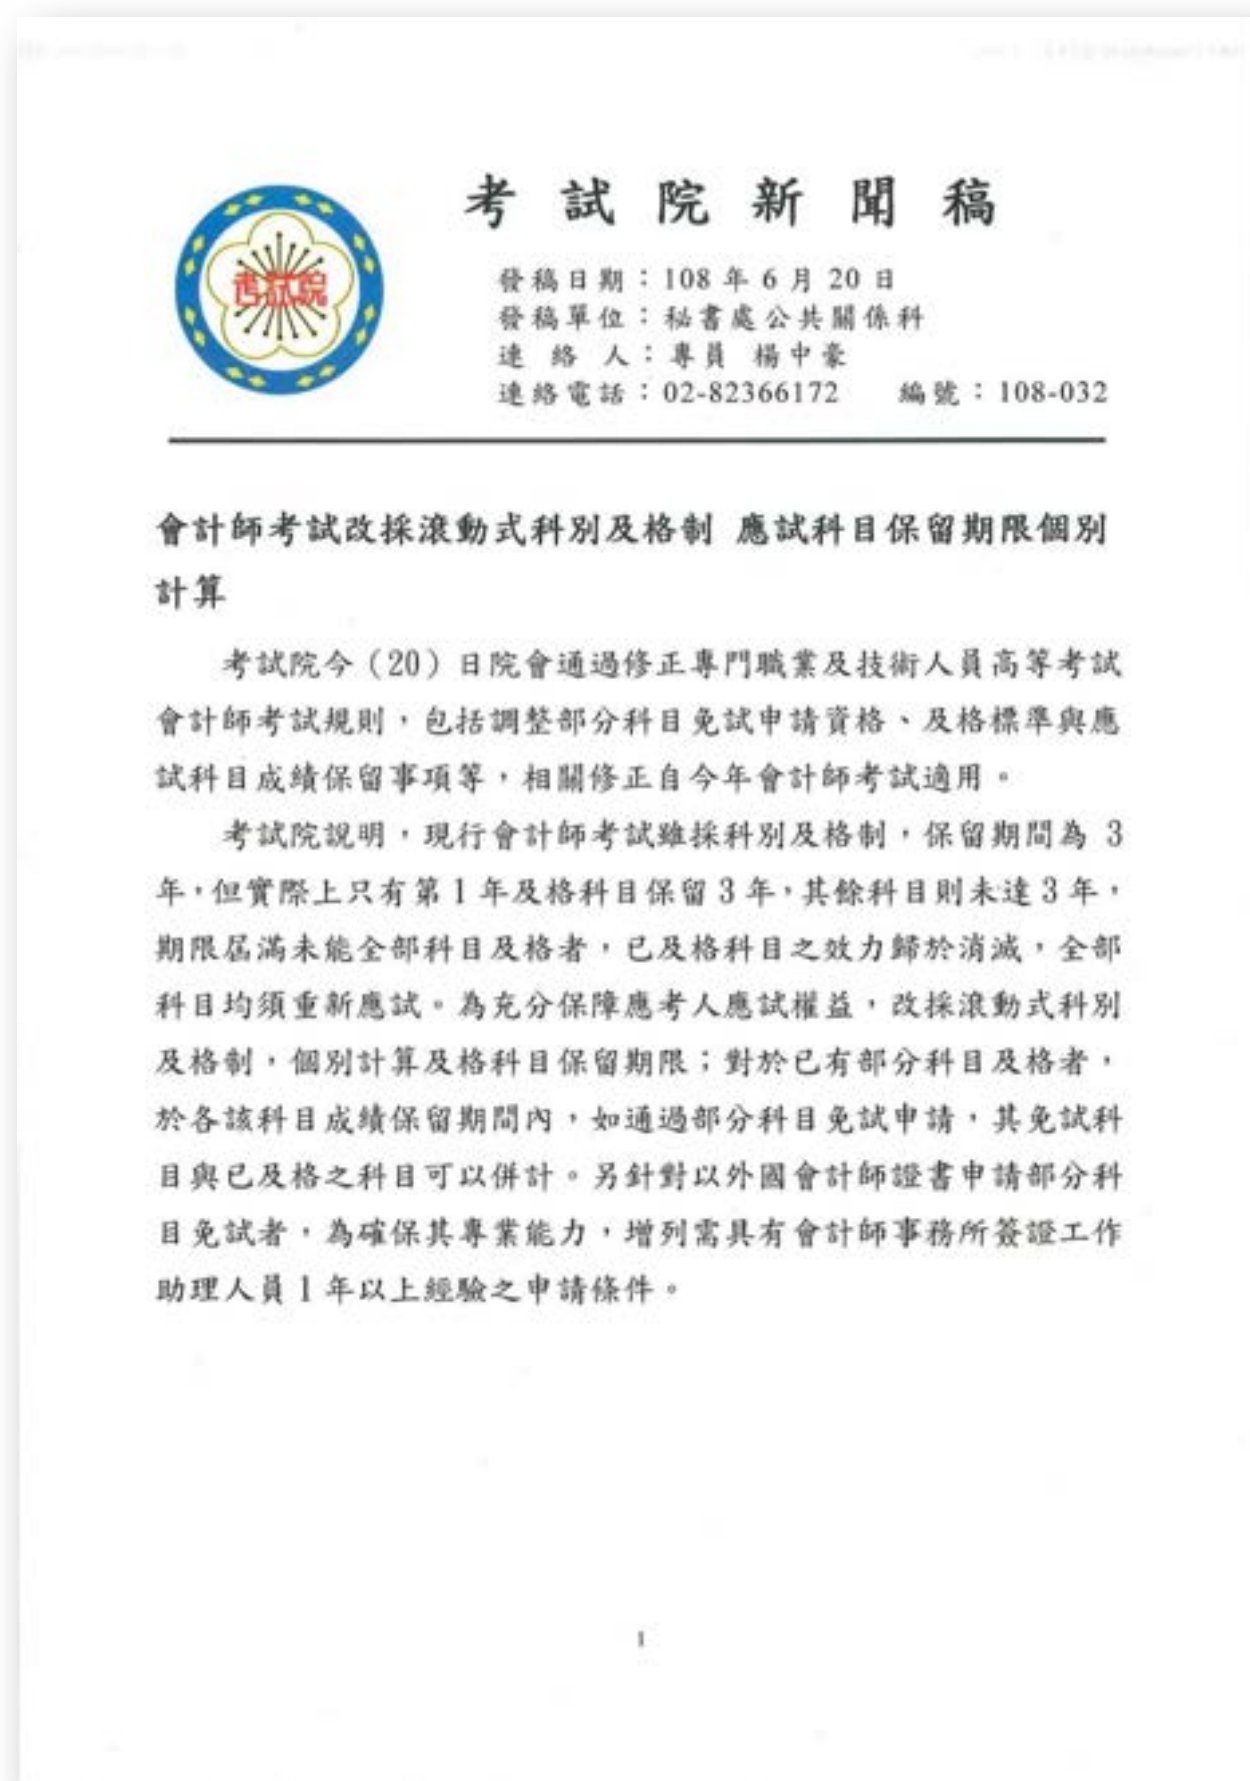 考試院新聞稿
考試院
發稿日期：108 年 6 月 20 日
發稿單位：秘書處公共關係科
連 絡 人：專員 楊中豪
連絡電話：02-82366172 編號：108-032
會計師考試改採滾動式科別及格制 應試科目保留期限個別
計算
考試院今（20）日院會通過修正專門職業及技術人員高等考試
會計師考試規則，包括調整部分科目免試申請資格、及格標準與應
試科目成績保留事項等，相關修正自今年會計師考試適用。
考試院說明，現行會計師考試雖採科別及格制，保留期間為 3
年，但實際上只有第 1 年及格科目保留 3 年，其餘科目則未達 3 年，
期限屆滿未能全部科目及格者，已及格科目之效力歸於消滅，全部
科目均須重新應試。為充分保障應考人應試權益，改採滾動式科別
及格制，個別計算及格科目保留期限；對於已有部分科目及格者，
於各該科目成績保留期間內，如通過部分科目免試申請，其免試科
目與已及格之科目可以併計。另針對以外國會計師證書申請部分科
目免試者，為確保其專業能力，增列需具有會計師事務所簽證工作
助理人員 1 年以上經驗之申請條件。
1